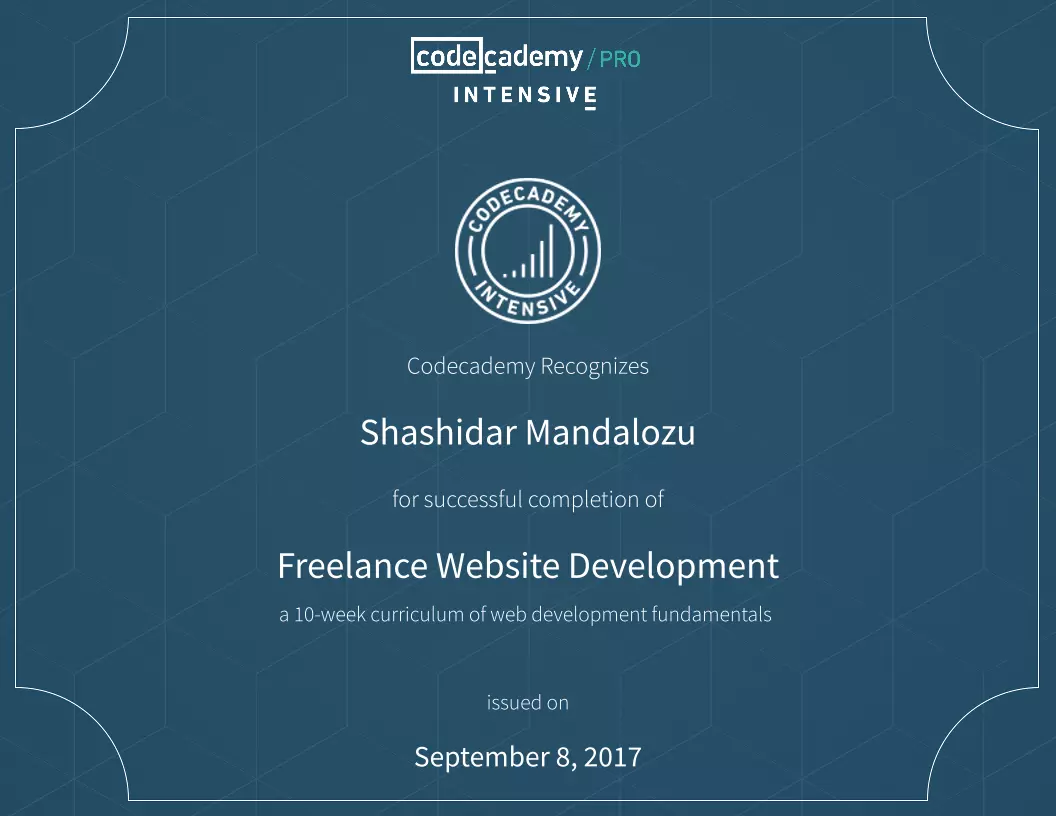 codecademy / PRO
INTENSIVE
CODECADEMY
INTENSIVE
Codecademy Recognizes
Shashidar Mandalozu
for successful completion of
Freelance Website Development
a 10-week curriculum of web development fundamentals
issued on
September 8, 2017